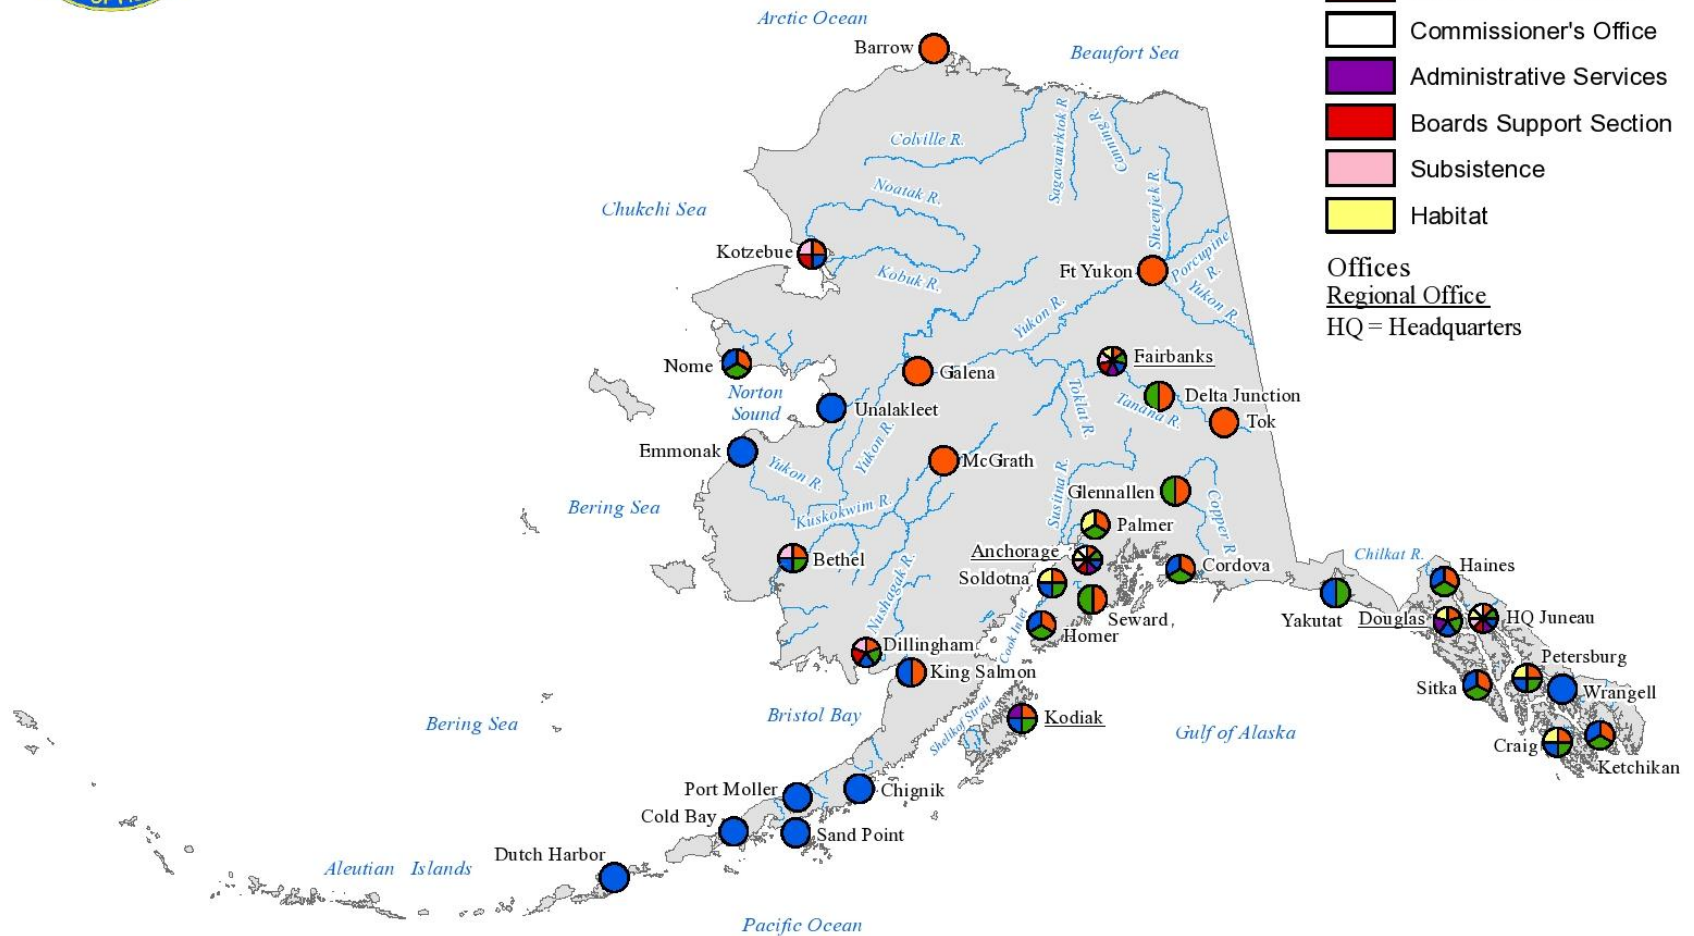 Arctic Ocean
Barrow
Beaufort Sea
Commissioner's Office
Administrative Services
Boards Support Section
Subsistence
Habitat
Offices
Regional Office
HQ = Headquarters
Colville R.
Sagavanirktok R
Canning R.
Noatak R.
Sheenjek R.
Chukchi Sea
Kotzebue
Kobuk R.
Ft Yukon
Porcupine
R.
Yukon R.
Yukon R.
Nome
Galena
Fairbanks
Norton
Sound
Unalakleet
Toklat R.
Delta Junction
Tanana R.
Tok
Emmonak
Yukon R.
Yukon R.
McGrath
Bering Sea
Kuskokwim R.
Susitna R.
Glennallen
Copper R.
Palmer
Bethel
Anchorage
Nushagak R.
Soldotna
Cordova
Chilkat R.
Haines
Yakutat
Douglas
HQ Juneau
Seward
Homer
Cook Inlet
Dillingham
King Salmon
Petersburg
Sitka
Wrangell
Bering Sea
Bristol Bay
Shelikof Strait
Kodiak
Gulf of Alaska
Craig
Ketchikan
Port Moller
Chignik
Cold Bay
Sand Point
Dutch Harbor
Aleutian Islands
Pacific Ocean